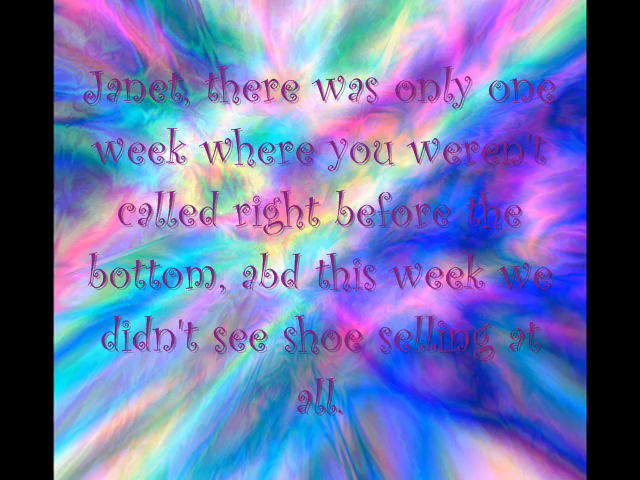 Janet, there was only one
week where you weren't
called right before the
bottom, abd this week we
didn't see shoe selling at
all.